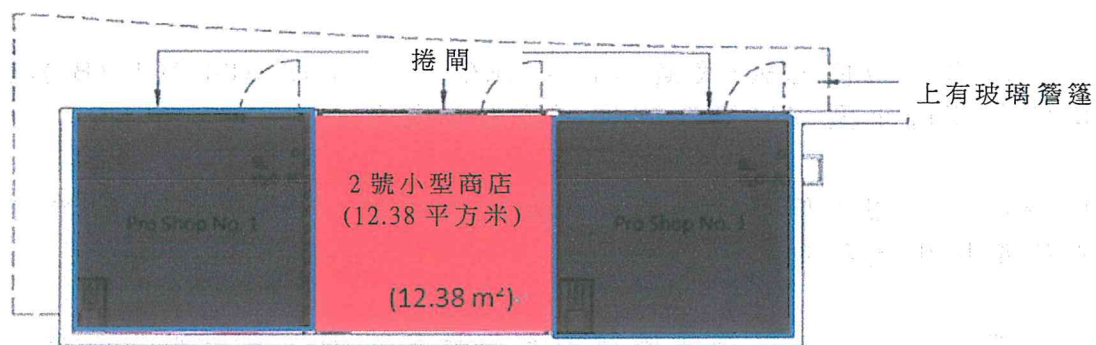 捲閘
上有玻璃簷篷
2 號小型商店
(12.38 平方米)
(12.38 m²)
Pro Shop No. 1
Pro Shop No. 3